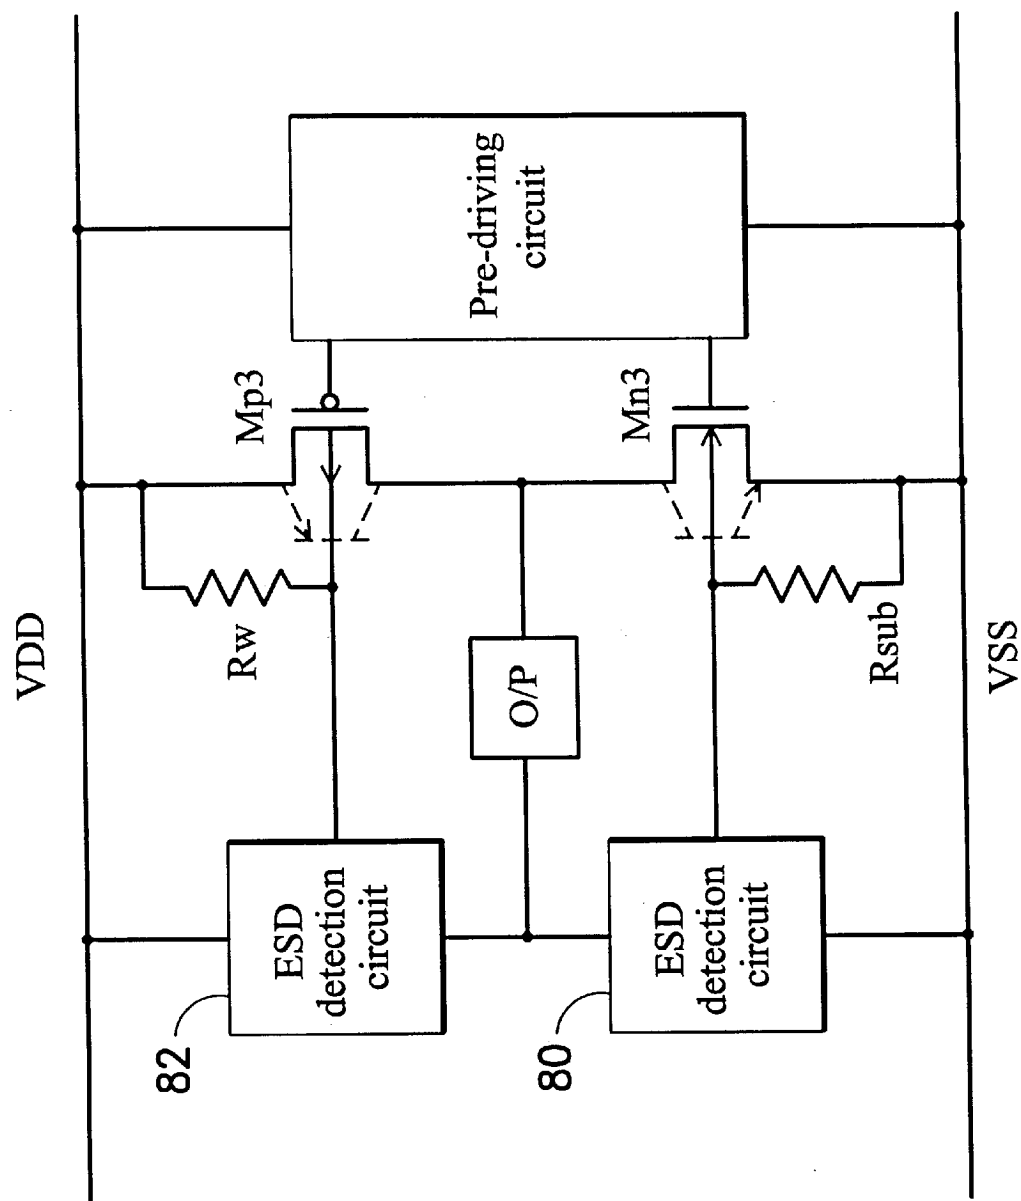 VDD
82
ESD
detection
circuit
Rw
Mp3
Pre-driving
circuit
O/P
80
ESD
detection
circuit
Rsub
Mn3
VSS